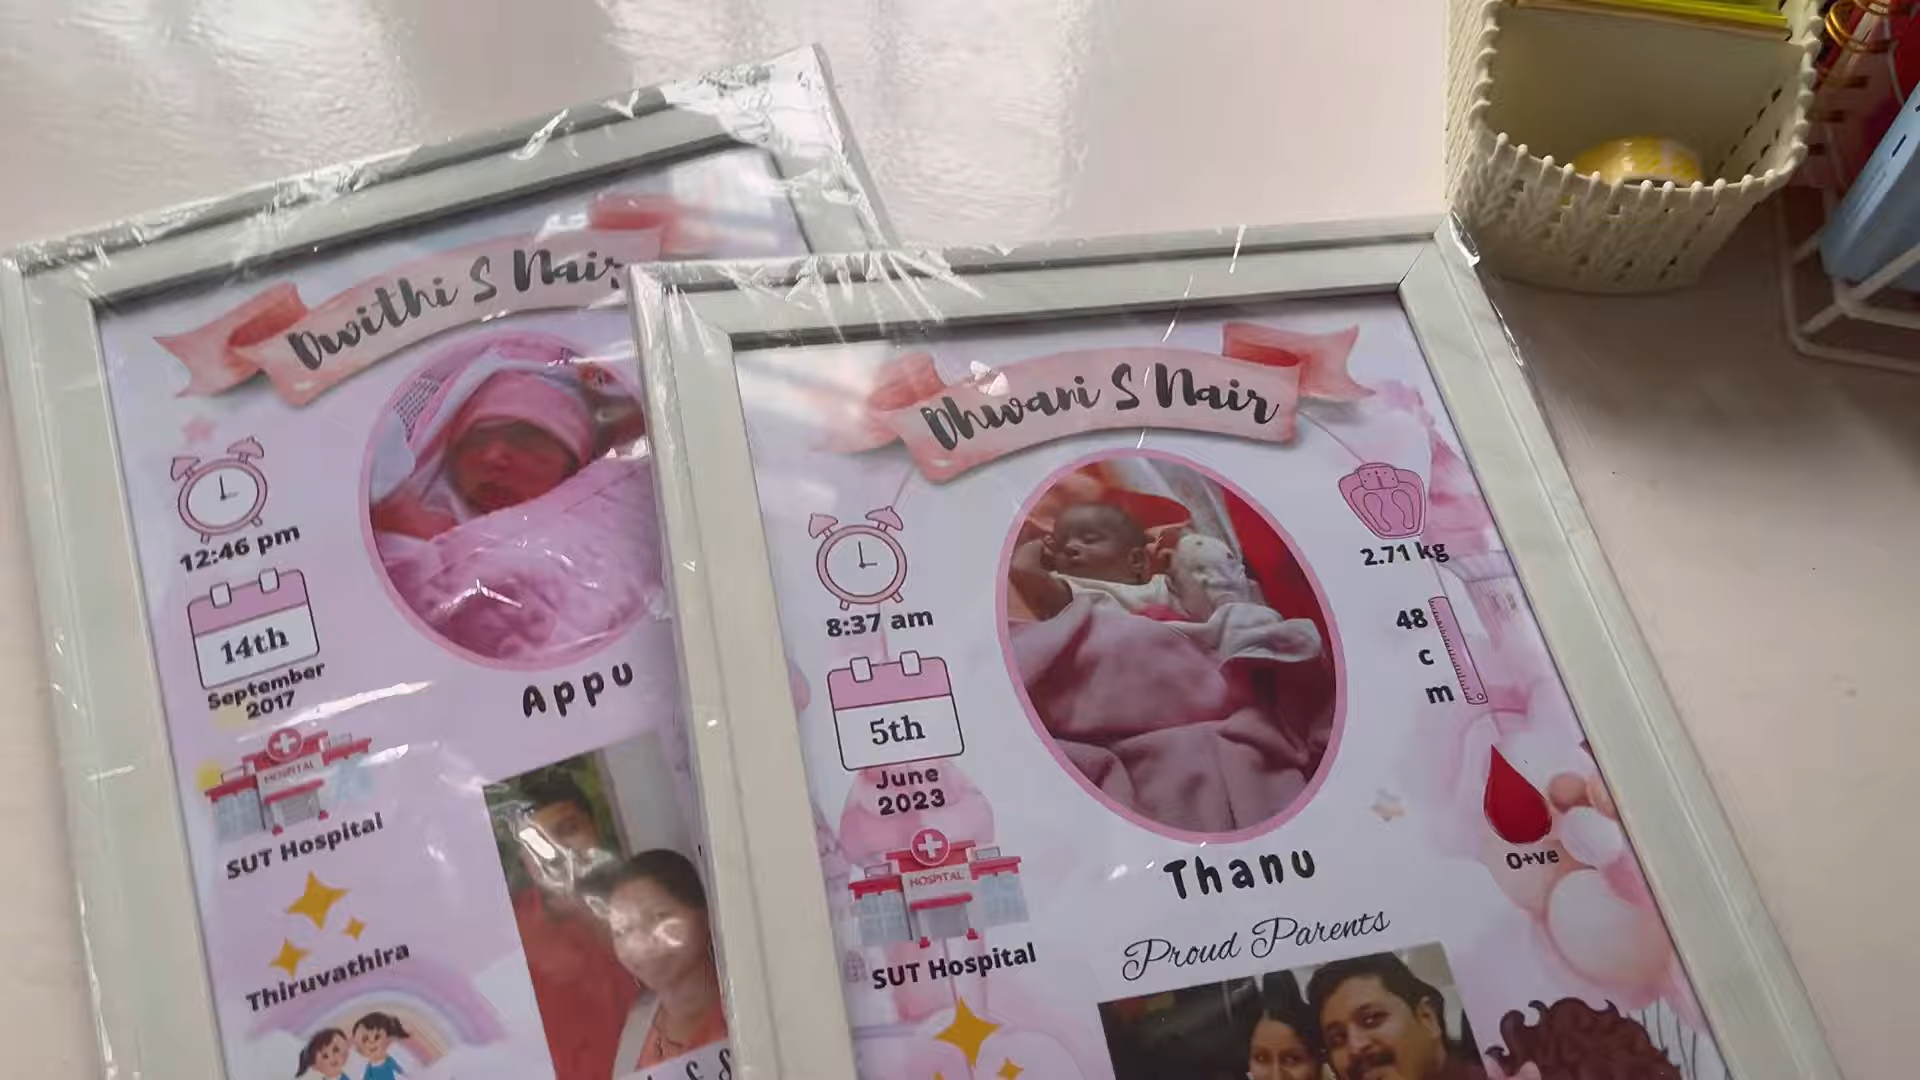 Dwithi S Nair
12:46 pm
14th
September
2017
HOSPITAL
SUT Hospital
Thiruvathira
Appu
Dhwani S Nair
8:37 am
5th
June
2023
HOSPITAL
SUT Hospital
Thanu
Proud Parents
2.71 kg
48
c
m
O+ve